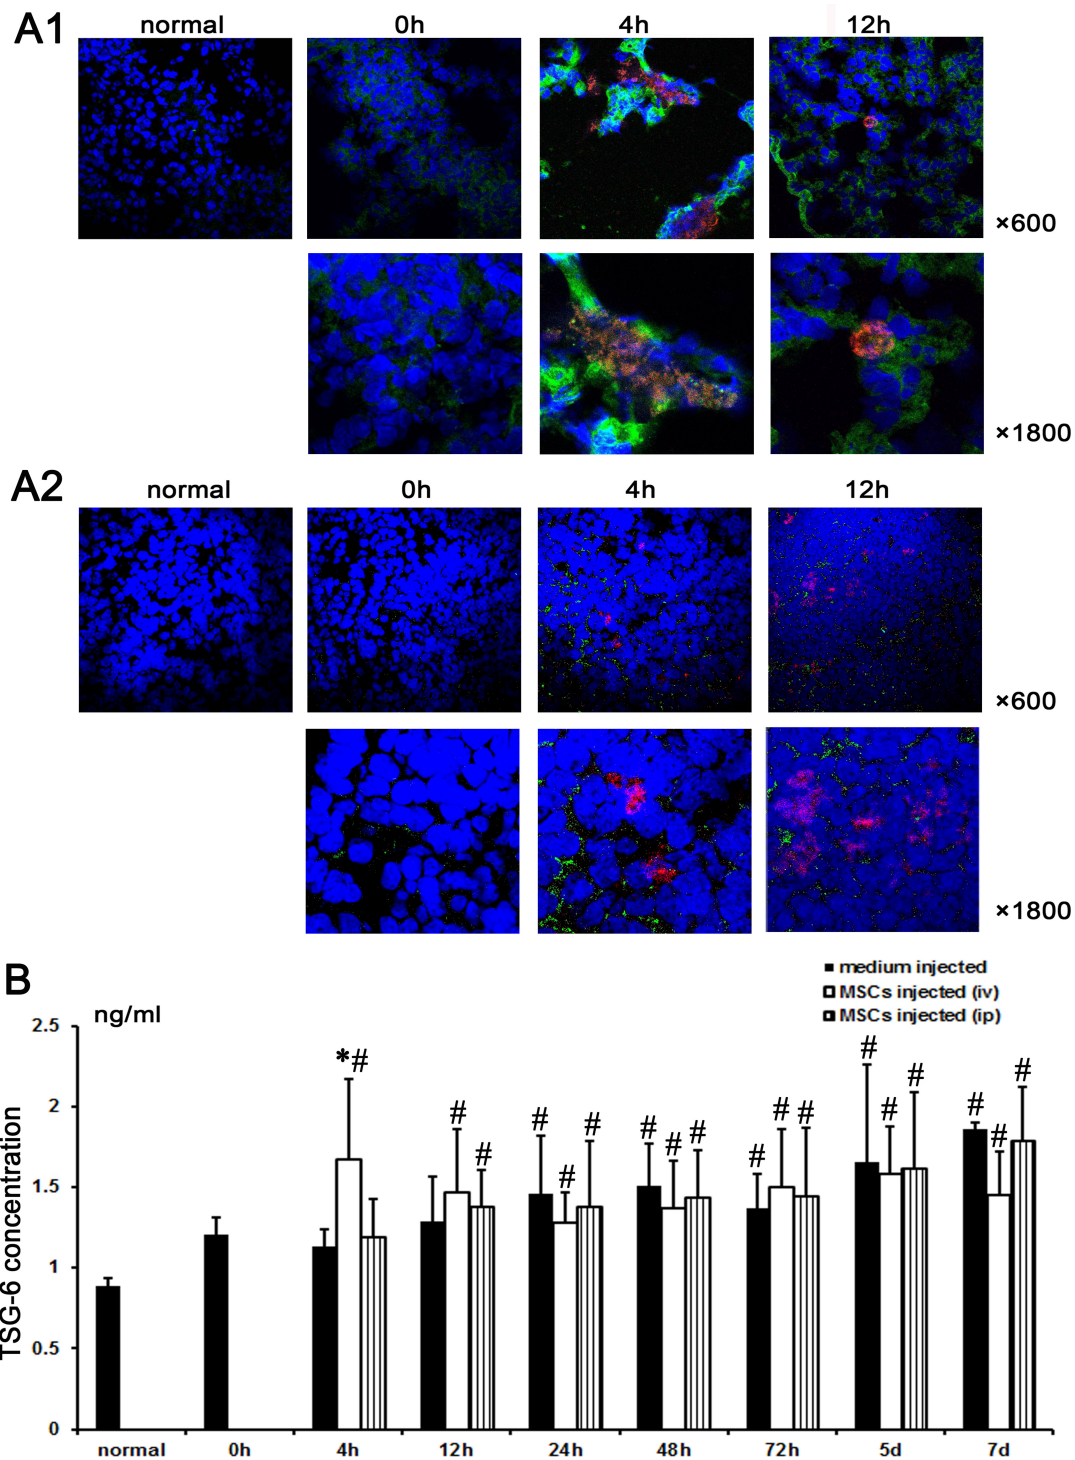 A1
normal 0h 4h 12h
×600
×1800
A2
normal 0h 4h 12h
×600
×1800
B
medium injected
MSCs injected (iv)
MSCs injected (ip)
ng/ml
TSG-6 concentration
2.5
2
1.5
1
0.5
0
*#
# #
# # #
# # #
# # #
# # #
# # #
normal 0h 4h 12h 24h 48h 72h 5d 7d